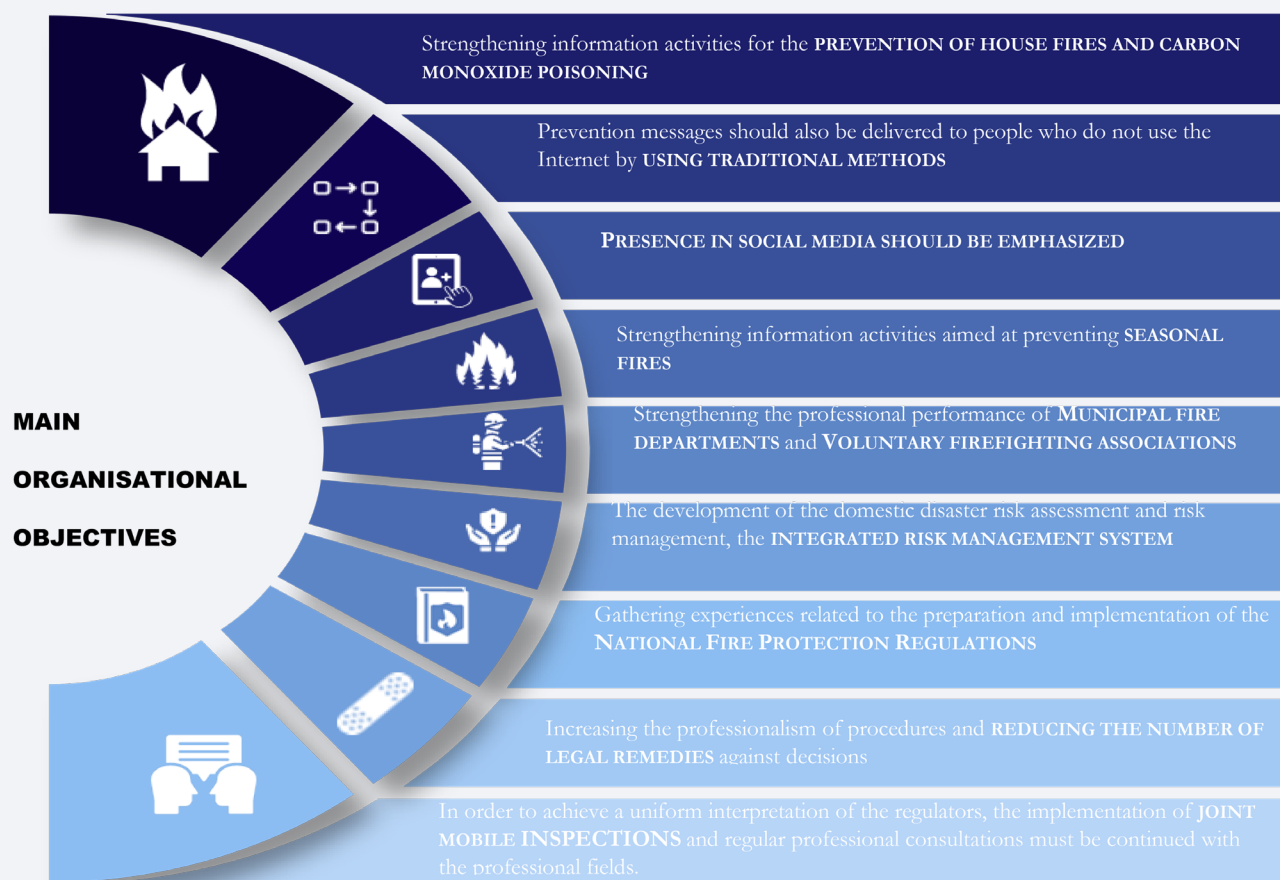 Strengthening information activities for the PREVENTION OF HOUSE FIRES AND CARBON
MONOXIDE POISONING
Prevention messages should also be delivered to people who do not use the
Internet by USING TRADITIONAL METHODS
PRESENCE IN SOCIAL MEDIA SHOULD BE EMPHASIZED
Strengthening information activities aimed at preventing SEASONAL
FIRES
Strengthening the professional performance of MUNICIPAL FIRE
DEPARTMENTS and VOLUNTARY FIREFIGHTING ASSOCIATIONS
The development of the domestic disaster risk assessment and risk
management, the INTEGRATED RISK MANAGEMENT SYSTEM
Gathering experiences related to the preparation and implementation of the
NATIONAL FIRE PROTECTION REGULATIONS
Increasing the professionalism of procedures and REDUCING THE NUMBER OF
LEGAL REMEDIES against decisions
In order to achieve a uniform interpretation of the regulators, the implementation of JOINT
MOBILE INSPECTIONS and regular professional consultations must be continued with
the professional fields.
MAIN
ORGANISATIONAL
OBJECTIVES